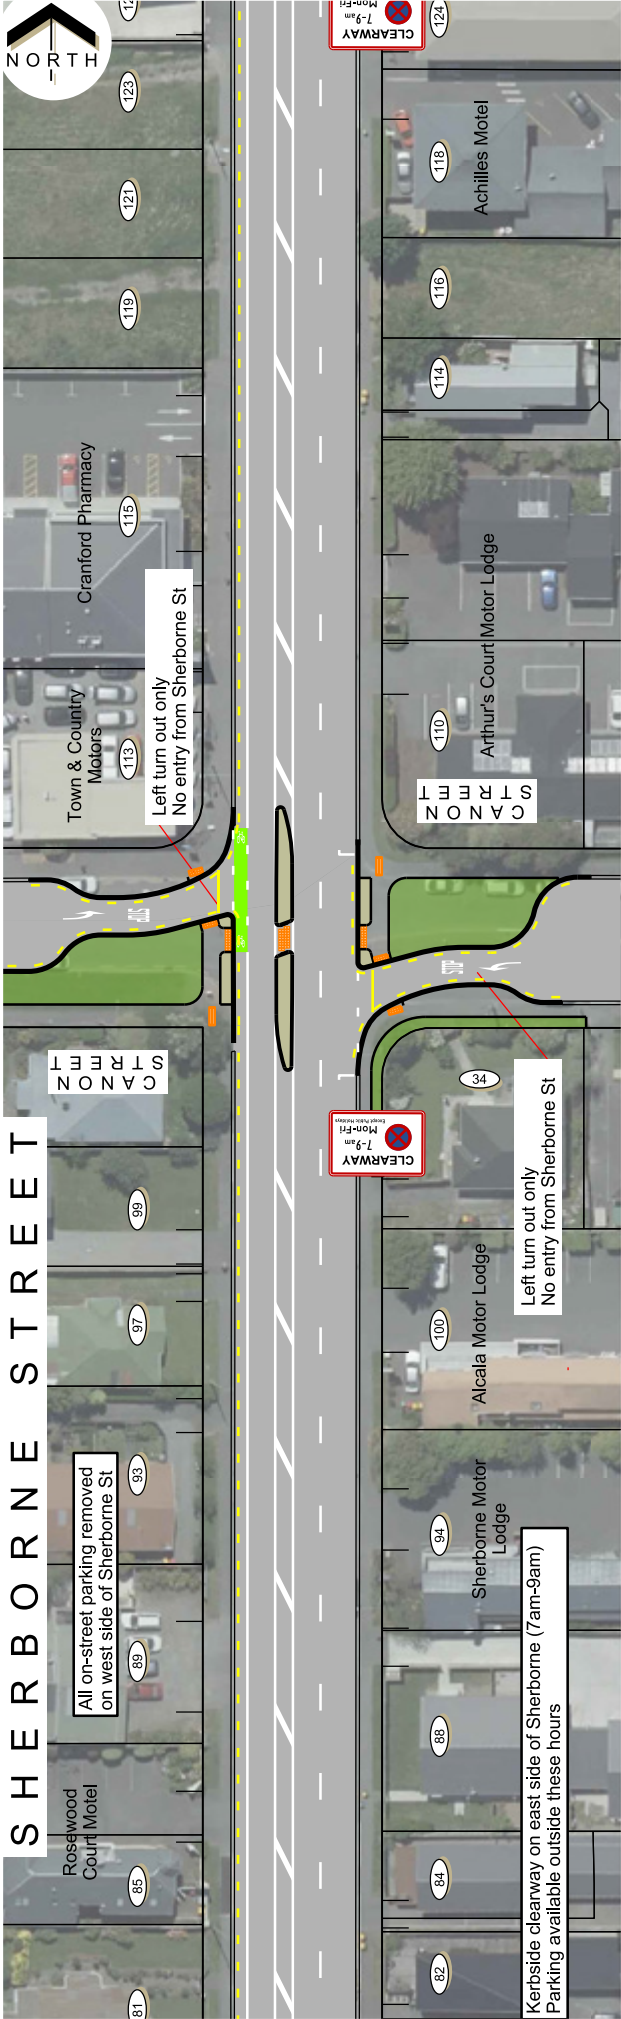 NORTH
CLEARWAY
Mon-Fri
7-9am
124
123
121
119
118
Achilles Motel
116
114
Cranford Pharmacy
115
Arthur's Court Motor Lodge
110
Town & Country
Motors
113
Left turn out only
No entry from Sherborne St
CANON
STREET
STOP
STOP
CANON
STREET
34
CLEARWAY
Mon-Fri
7-9am
Except Public Holidays
Left turn out only
No entry from Sherborne St
SHERBORNE STREET
99
97
Alcala Motor Lodge
100
93
All on-street parking removed
on west side of Sherborne St
Sherborne Motor
Lodge
94
89
88
Kerbside clearway on east side of Sherborne (7am-9am)
Parking available outside these hours
Rosewood
Court Motel
85
84
82
81